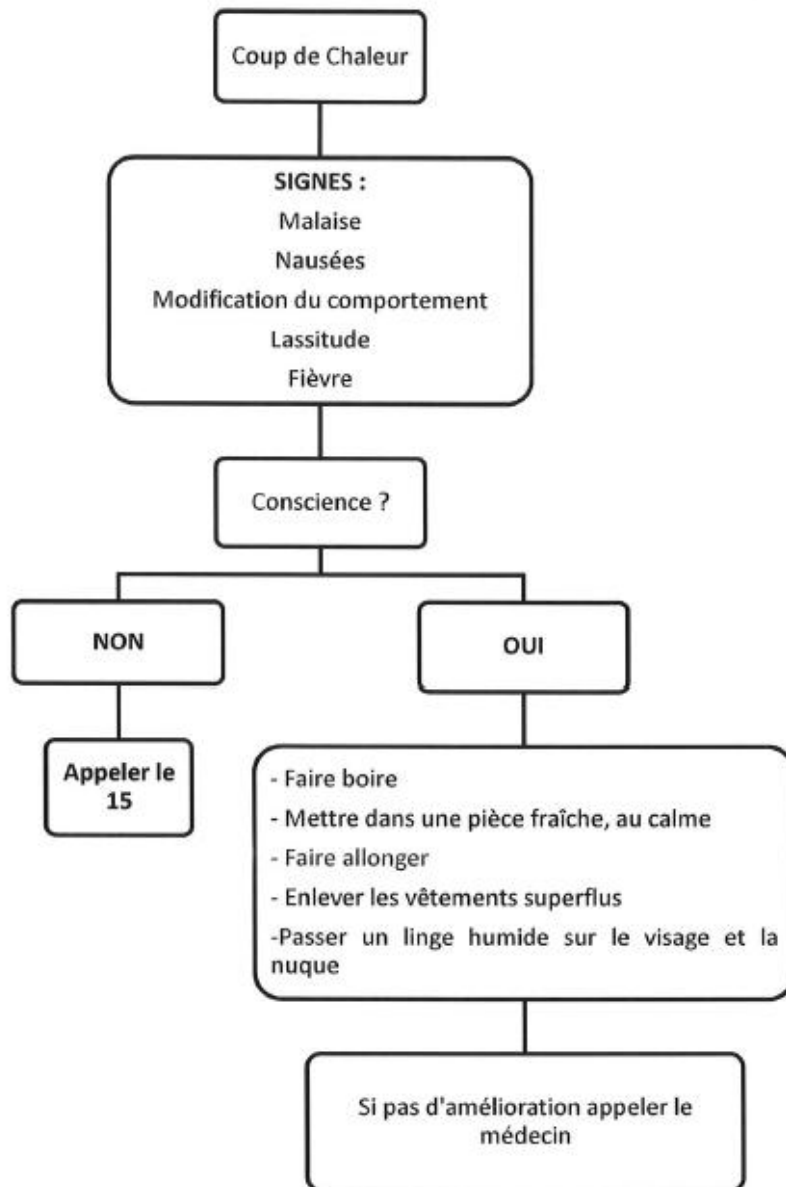 Coup de Chaleur
SIGNES :
Malaise
Nausées
Modification du comportement
Lassitude
Fièvre
Conscience ?
NON
OUI
Appeler le
15
- Faire boire
- Mettre dans une pièce fraîche, au calme
- Faire allonger
- Enlever les vêtements superflus
-Passer un linge humide sur le visage et la
nuque
Si pas d'amélioration appeler le
médecin